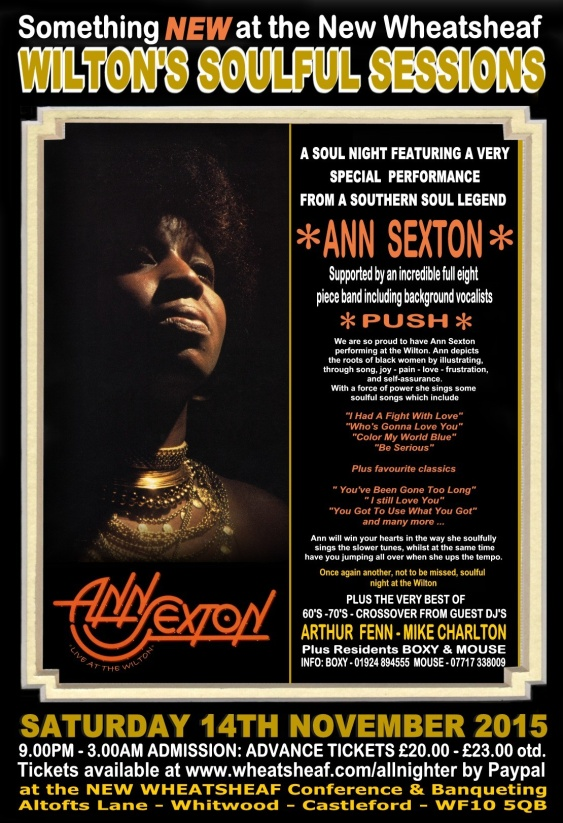 Something NEW at the New Wheatsheaf
WILTON'S SOULFUL SESSIONS
A SOUL NIGHT FEATURING A VERY
SPECIAL PERFORMANCE
FROM A SOUTHERN SOUL LEGEND
*ANN SEXTON*
Supported by an incredible full eight
piece band including background vocalists
*PUSH*
We are so proud to have Ann Sexton
performing at the Wilton. Ann depicts
the roots of black women by illustrating,
through song, joy - pain - love - frustration,
and self-assurance.
With a force of power she sings some
soulful songs which include
"I Had A Fight With Love"
"Who's Gonna Love You"
"Color My World Blue"
"Be Serious"
Plus favourite classics
" You've Been Gone Too Long"
" I still Love You"
"You Got To Use What You Got"
and many more ...
Ann will win your hearts in the way she soulfully
sings the slower tunes, whilst at the same time
have you jumping all over when she ups the tempo.
Once again another, not to be missed, soulful
night at the Wilton
PLUS THE VERY BEST OF
60'S -70'S - CROSSOVER FROM GUEST DJ'S
ARTHUR FENN - MIKE CHARLTON
Plus Residents BOXY & MOUSE
INFO: BOXY - 01924 894555 MOUSE - 07717 338009
ANN SEXTON
·LIVE AT THE WILTON·
SATURDAY 14TH NOVEMBER 2015
9.00PM - 3.00AM ADMISSION: ADVANCE TICKETS £20.00 - £23.00 otd.
Tickets available at www.wheatsheaf.com/allnighter by Paypal
at the NEW WHEATSHEAF Conference & Banqueting
Altofts Lane - Whitwood - Castleford - WF10 5QB